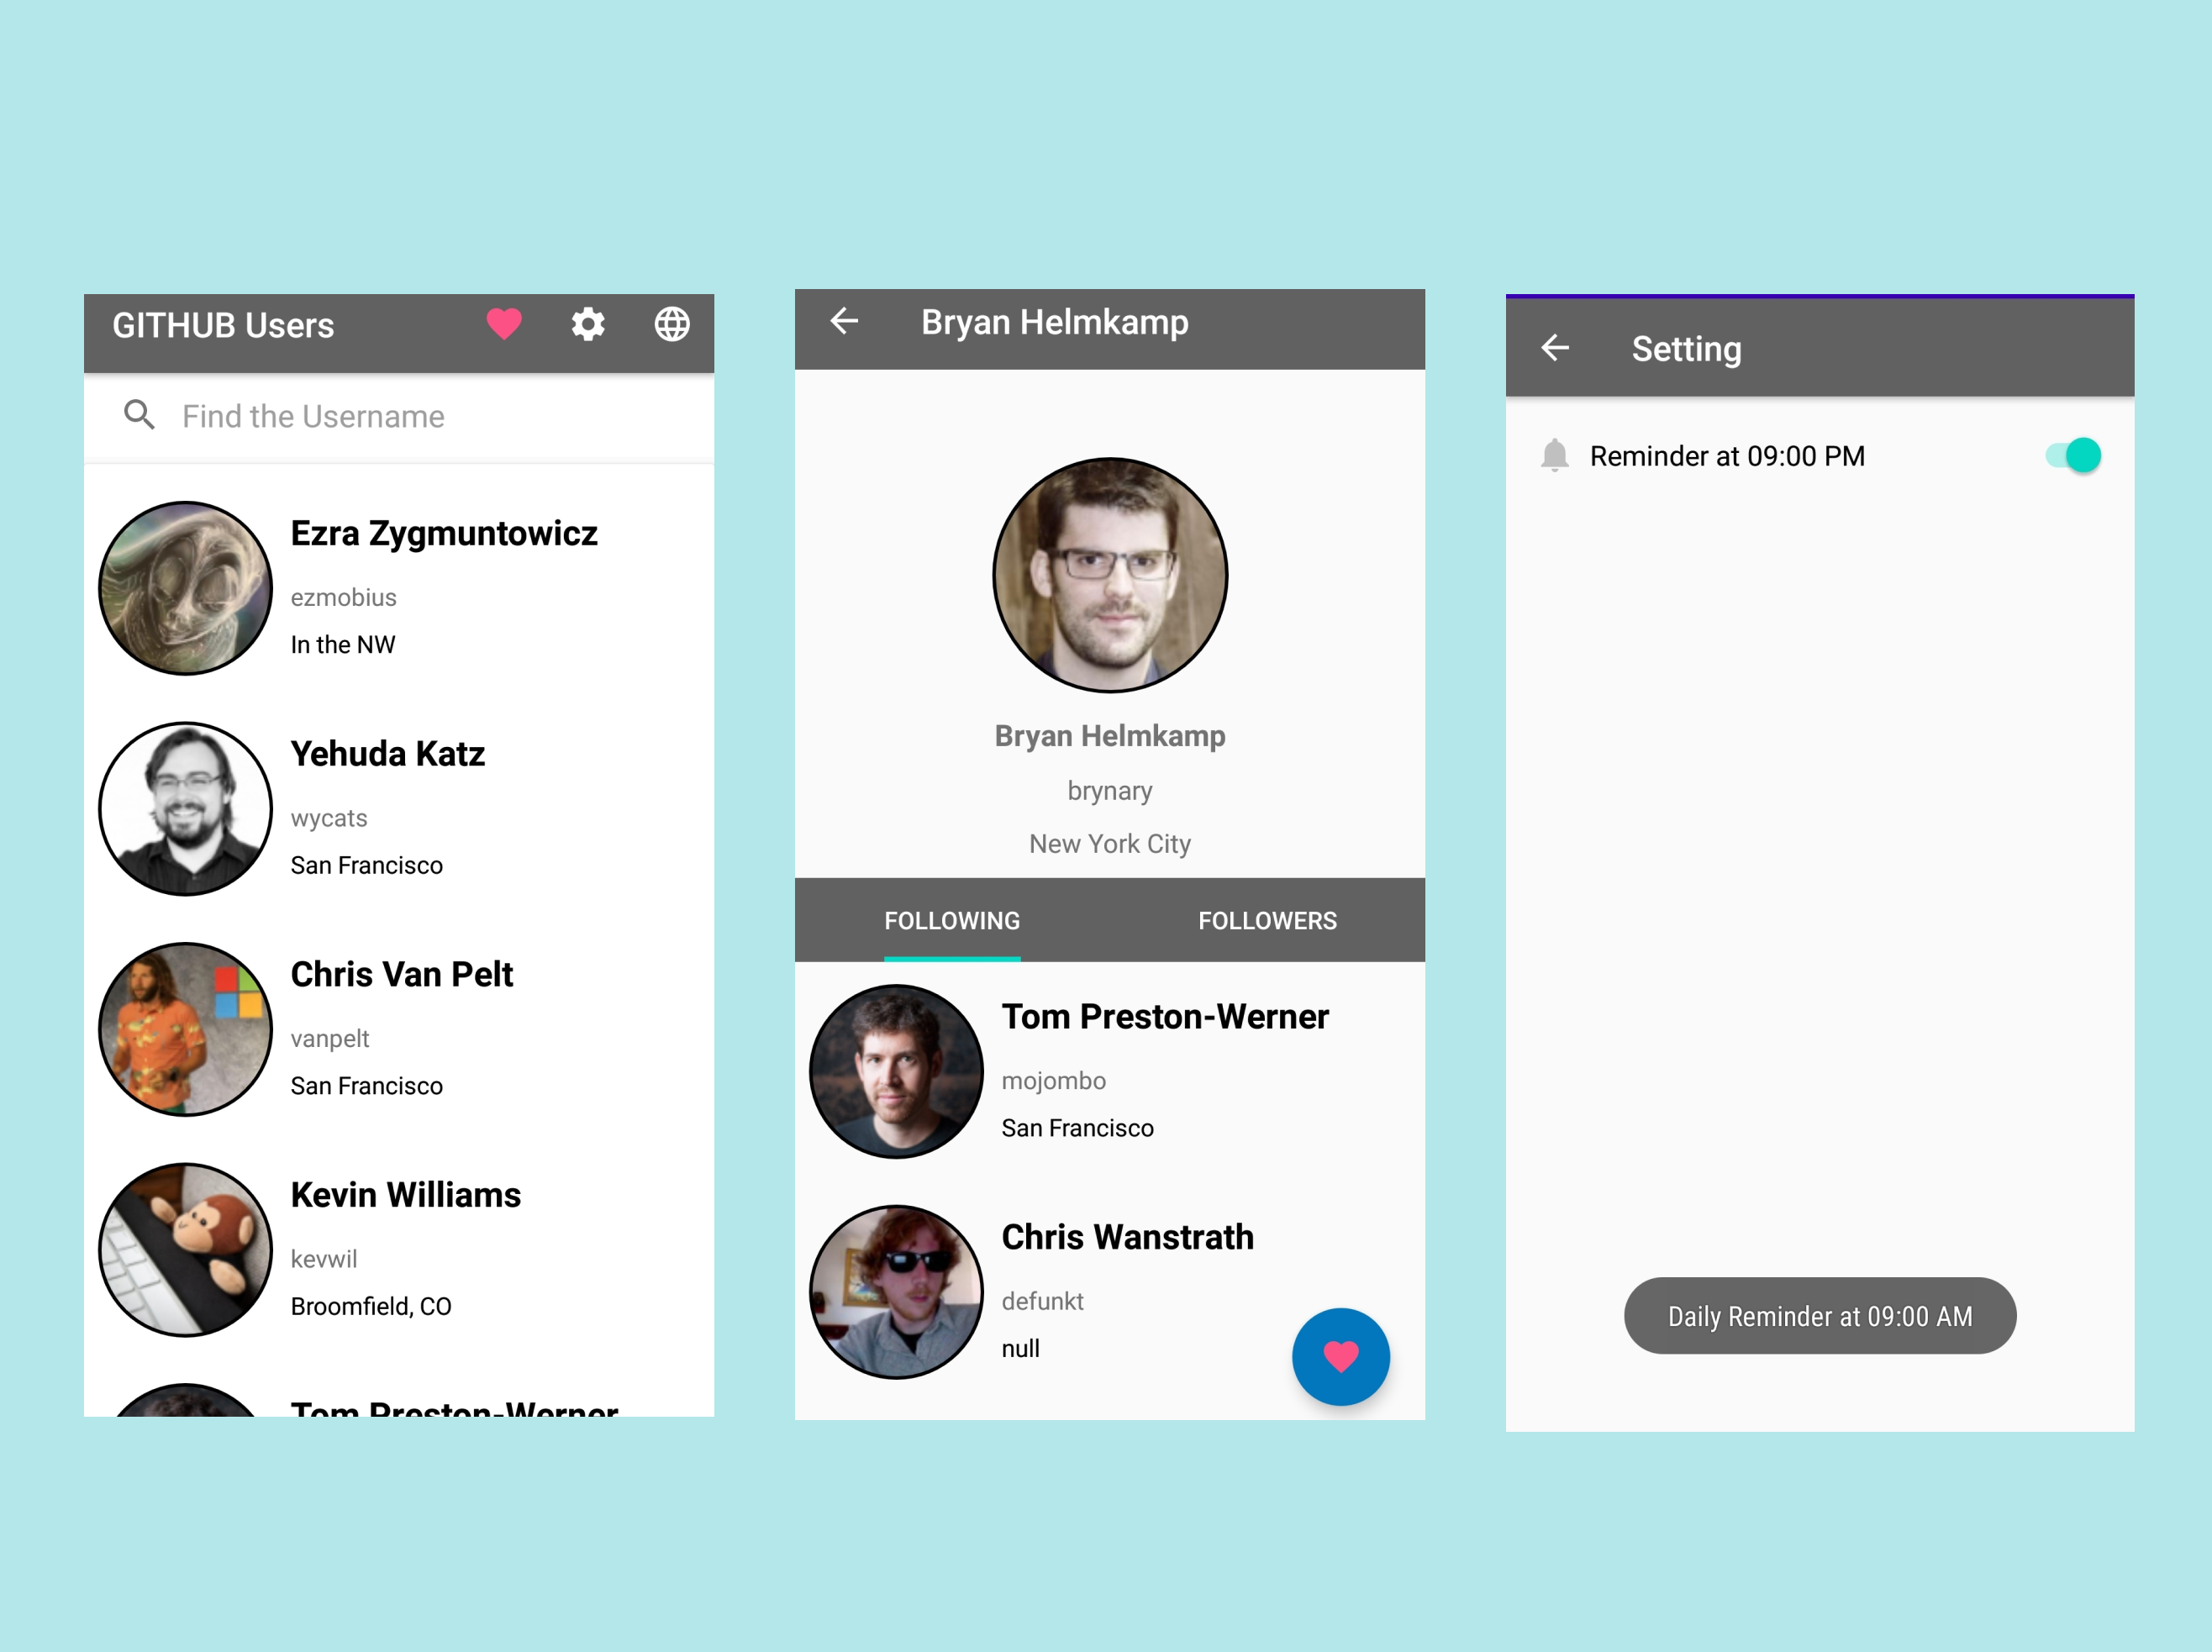 GITHUB Users
Find the Username
Ezra Zygmuntowicz
ezmobius
In the NW
Yehuda Katz
wycats
San Francisco
Chris Van Pelt
vanpelt
San Francisco
Kevin Williams
kevwil
Broomfield, CO
Tom Preston-Werner
Bryan Helmkamp
Bryan Helmkamp
brynary
New York City
FOLLOWING FOLLOWERS
Tom Preston-Werner
mojombo
San Francisco
Chris Wanstrath
defunkt
null
Setting
Reminder at 09:00 PM
Daily Reminder at 09:00 AM